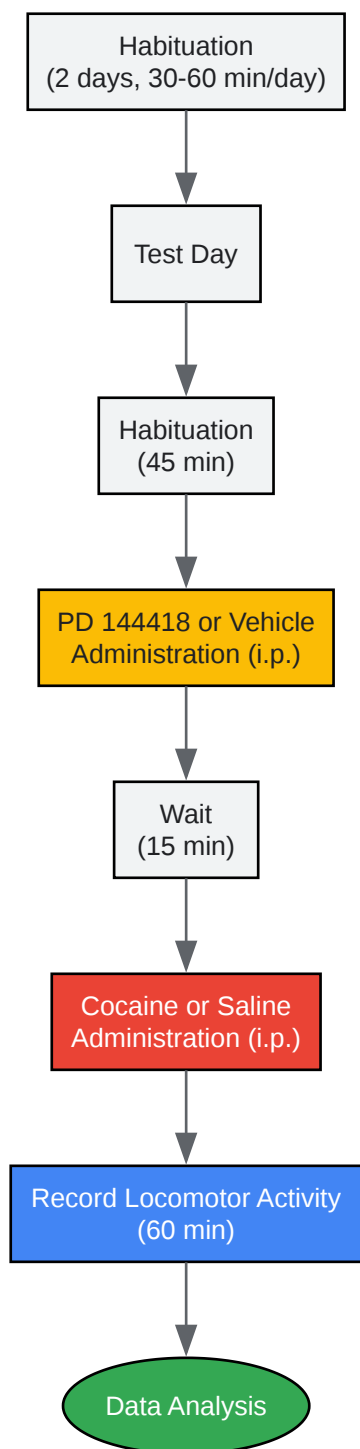 Habituation
(2 days, 30-60 min/day)
Test Day
Habituation
(45 min)
PD 144418 or Vehicle
Administration (i.p.)
Wait
(15 min)
Cocaine or Saline
Administration (i.p.)
Record Locomotor Activity
(60 min)
Data Analysis